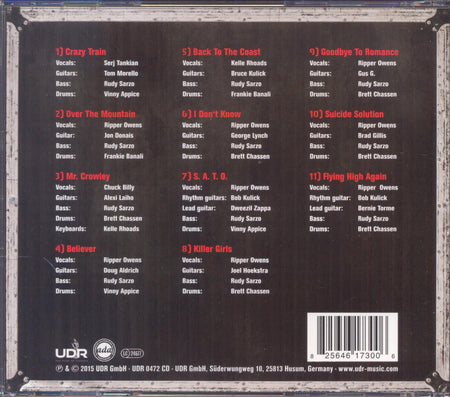 1) Crazy Train
Vocals: Serj Tankian
Guitars: Tom Morello
Bass: Rudy Sarzo
Drums: Vinny Appice
2) Over The Mountain
Vocals: Ripper Owens
Guitar: Jon Donais
Bass: Rudy Sarzo
Drums: Frankie Banali
3) Mr. Crowley
Vocals: Chuck Billy
Guitars: Alexi Laiho
Bass: Rudy Sarzo
Drums: Brett Chassen
Keyboards: Kelle Rhoads
4) Believer
Vocals: Ripper Owens
Guitars: Doug Aldrich
Bass: Rudy Sarzo
Drums: Vinny Appice
5) Back To The Coast
Vocals: Kelle Rhoads
Guitars: Bruce Kulick
Bass: Rudy Sarzo
Drums: Frankie Banali
6) I Don't Know
Vocals: Ripper Owens
Guitars: George Lynch
Bass: Rudy Sarzo
Drums: Brett Chassen
7) S. A. T. O.
Vocals: Ripper Owens
Rhythm guitars: Bob Kulick
Lead guitar: Dweezil Zappa
Bass: Rudy Sarzo
Drums: Vinny Appice
8) Killer Girls
Vocals: Ripper Owens
Guitars: Joel Hoekstra
Bass: Rudy Sarzo
Drums: Brett Chassen
9) Goodbye To Romance
Vocals: Ripper Owens
Guitars: Gus G.
Bass: Rudy Sarzo
Drums: Brett Chassen
10) Suicide Solution
Vocals: Ripper Owens
Guitars: Brad Gillis
Bass: Rudy Sarzo
Drums: Brett Chassen
11) Flying High Again
Vocals: Ripper Owens
Rhythm guitar: Bob Kulick
Lead guitar: Bernie Torme
Bass: Rudy Sarzo
Drums: Brett Chassen
UDR ada LC 24617
8 25646 17300 6
℗ & © 2015 UDR GmbH - UDR 0472 CD - UDR GmbH, Süderwungweg 10, 25813 Husum, Germany - www.udr-music.com